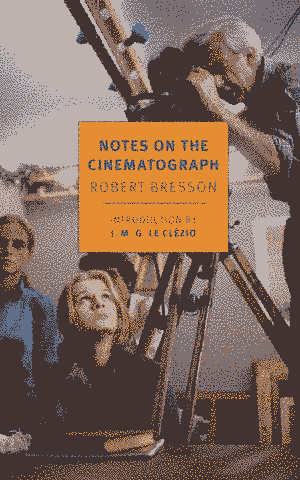 NOTES ON THE
CINEMATOGRAPH
ROBERT BRESSON
INTRODUCTION BY
J. M. G. LE CLÉZIO